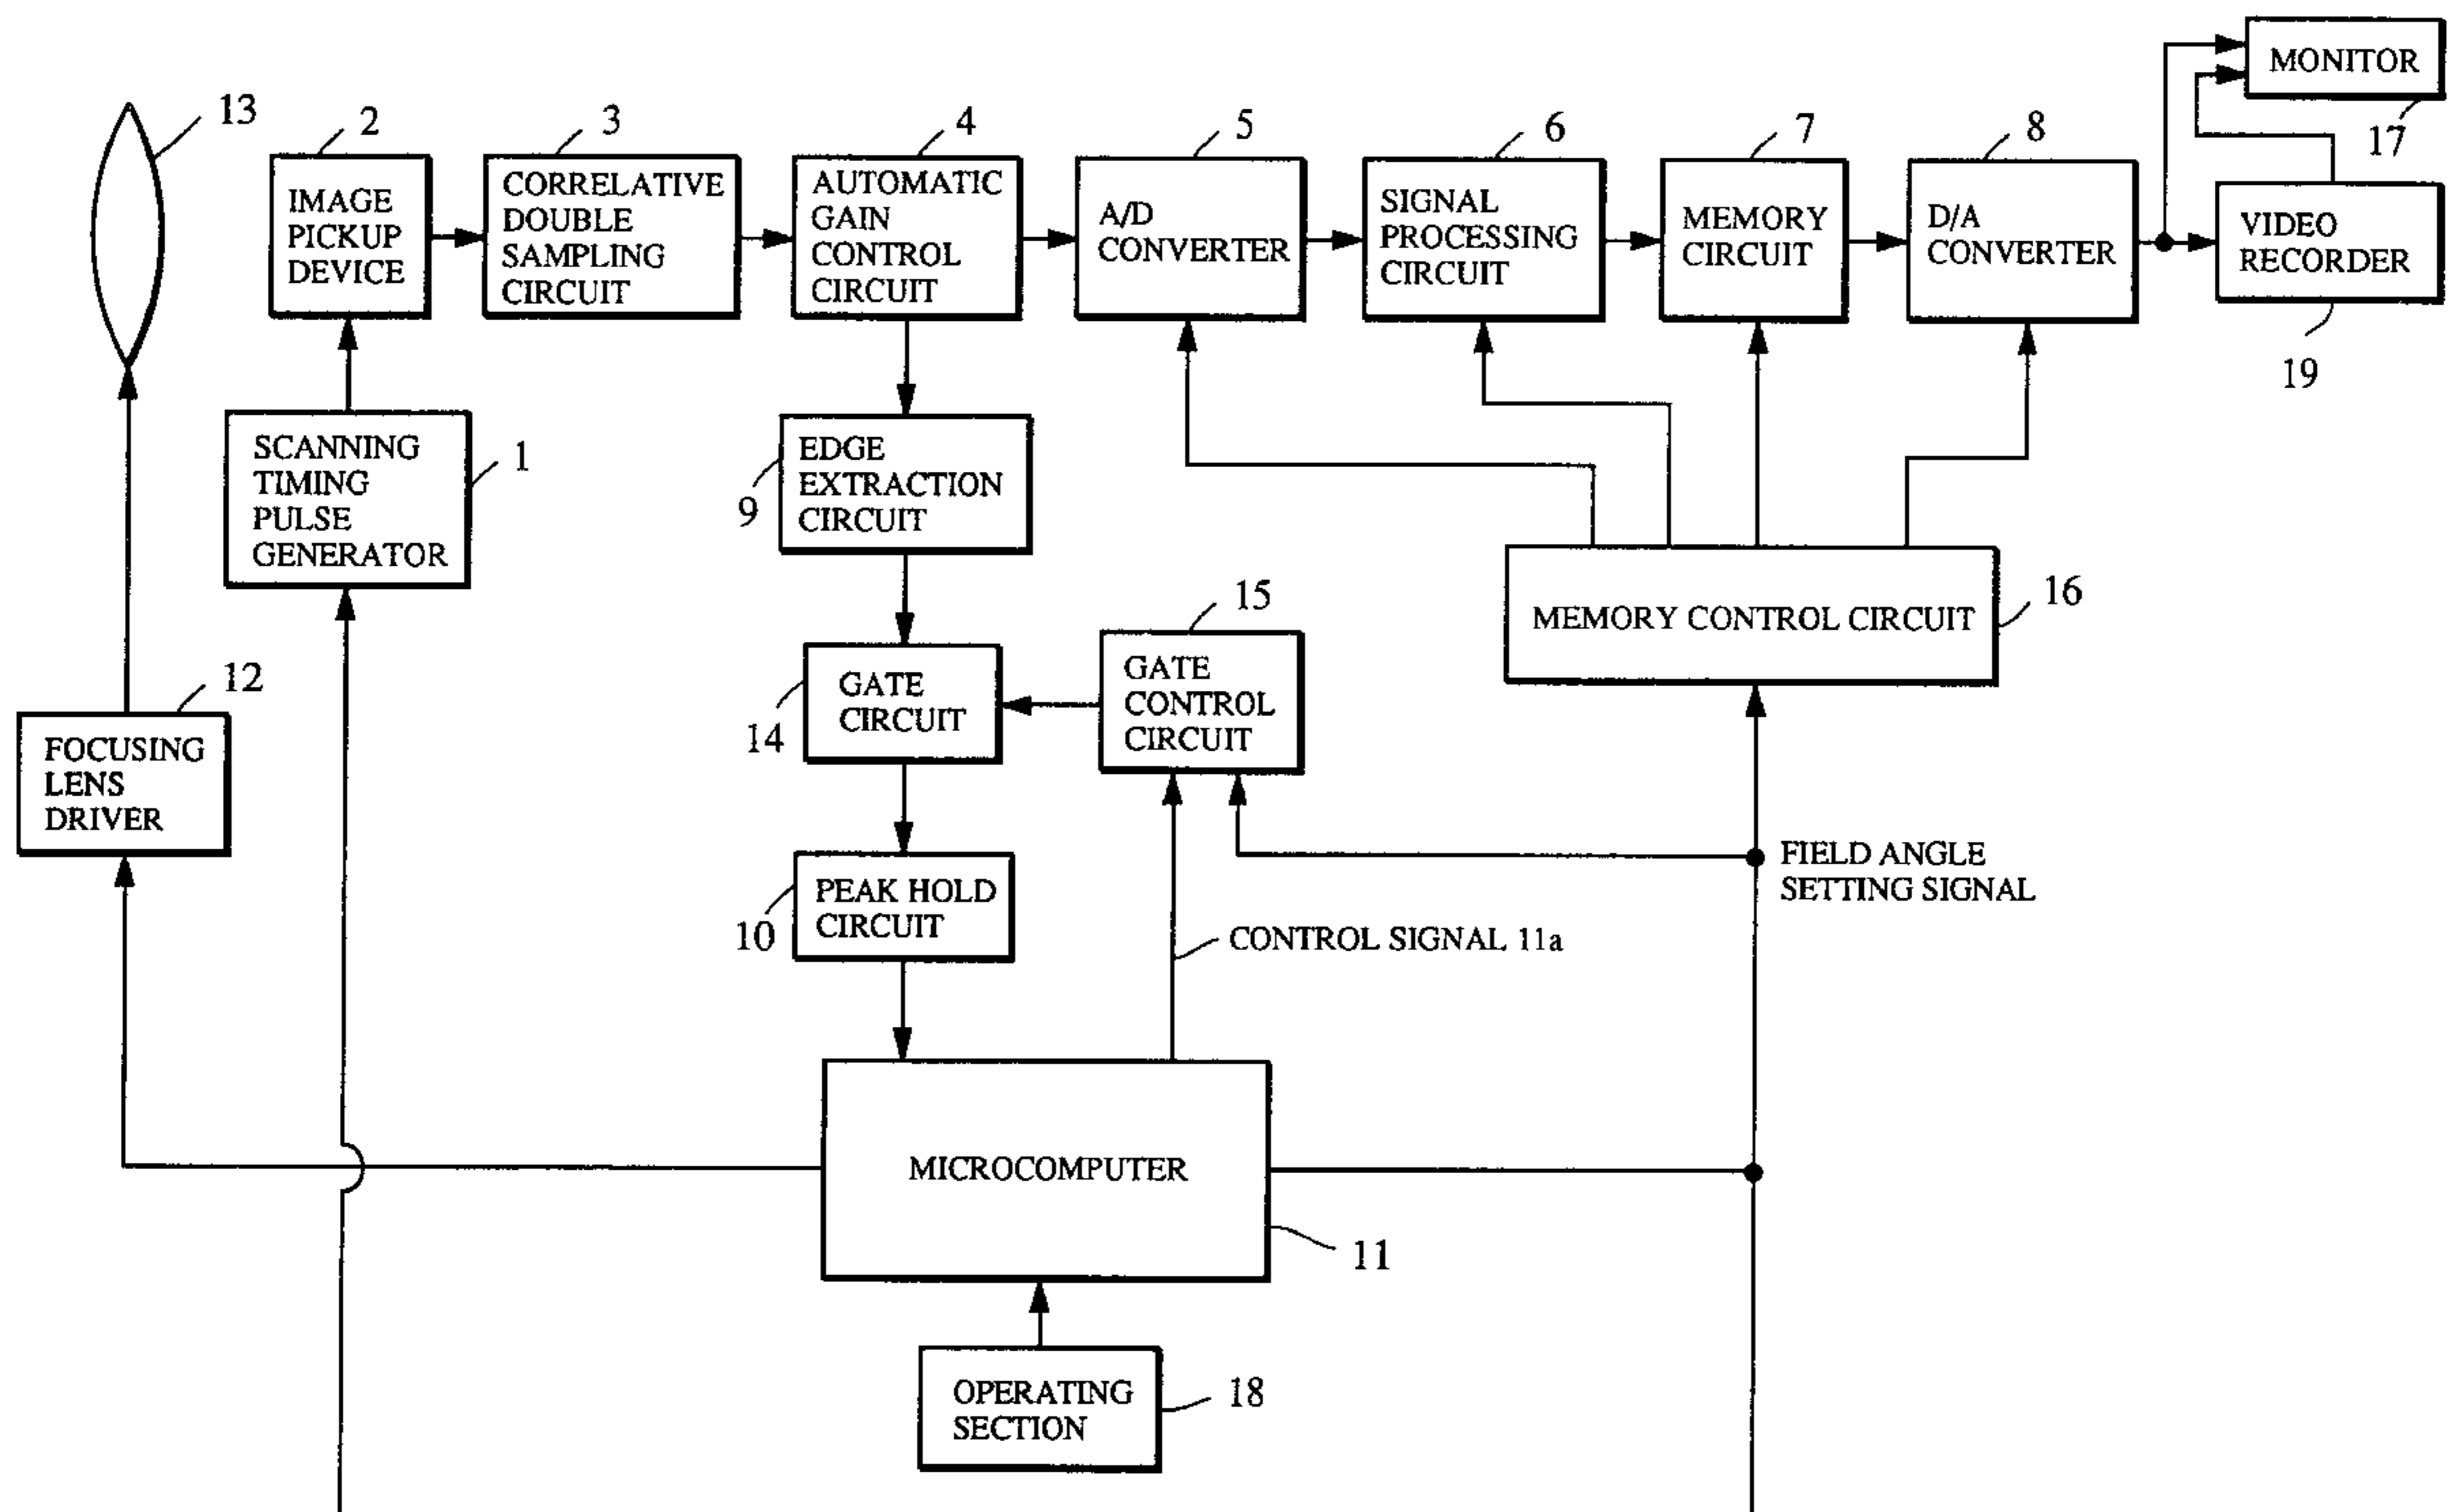 MONITOR
17
13
2
3
4
5
6
7
8
IMAGE
PICKUP
DEVICE
CORRELATIVE
DOUBLE
SAMPLING
CIRCUIT
AUTOMATIC
GAIN
CONTROL
CIRCUIT
A/D
CONVERTER
SIGNAL
PROCESSING
CIRCUIT
MEMORY
CIRCUIT
D/A
CONVERTER
VIDEO
RECORDER
19
SCANNING
TIMING
PULSE
GENERATOR
1
EDGE
EXTRACTION
CIRCUIT
9
MEMORY CONTROL CIRCUIT
16
15
GATE
CONTROL
CIRCUIT
GATE
CIRCUIT
14
12
FOCUSING
LENS
DRIVER
FIELD ANGLE
SETTING SIGNAL
PEAK HOLD
CIRCUIT
10
CONTROL SIGNAL 11a
MICROCOMPUTER
11
OPERATING
SECTION
18